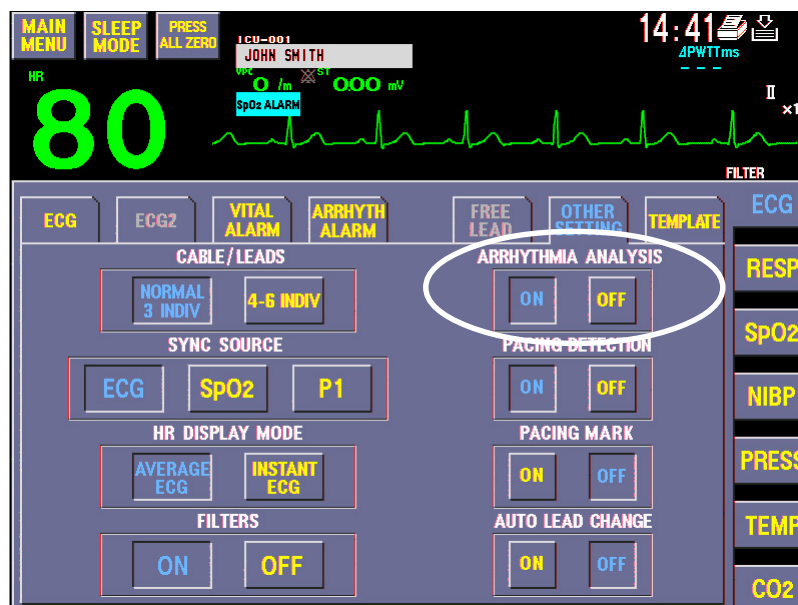 MAIN MENU
SLEEP MODE
PRESS ALL ZERO
ICU-001
JOHN SMITH
14:41
ΔPWTTms
- - -
HR
80
VPC 0 /m ST 0.00 mV
SpO2 ALARM
II
×1
FILTER
ECG
ECG2
VITAL ALARM
ARRHYTH ALARM
FREE LEAD
OTHER SETTING
TEMPLATE
ECG
CABLE/LEADS
NORMAL 3 INDIV
4-6 INDIV
ARRHYTHMIA ANALYSIS
ON OFF
RESP
SYNC SOURCE
ECG SpO2 P1
PACING DETECTION
ON OFF
SpO2
NIBP
HR DISPLAY MODE
AVERAGE ECG
INSTANT ECG
PACING MARK
ON OFF
PRESS
FILTERS
ON OFF
AUTO LEAD CHANGE
ON OFF
TEMP
CO2